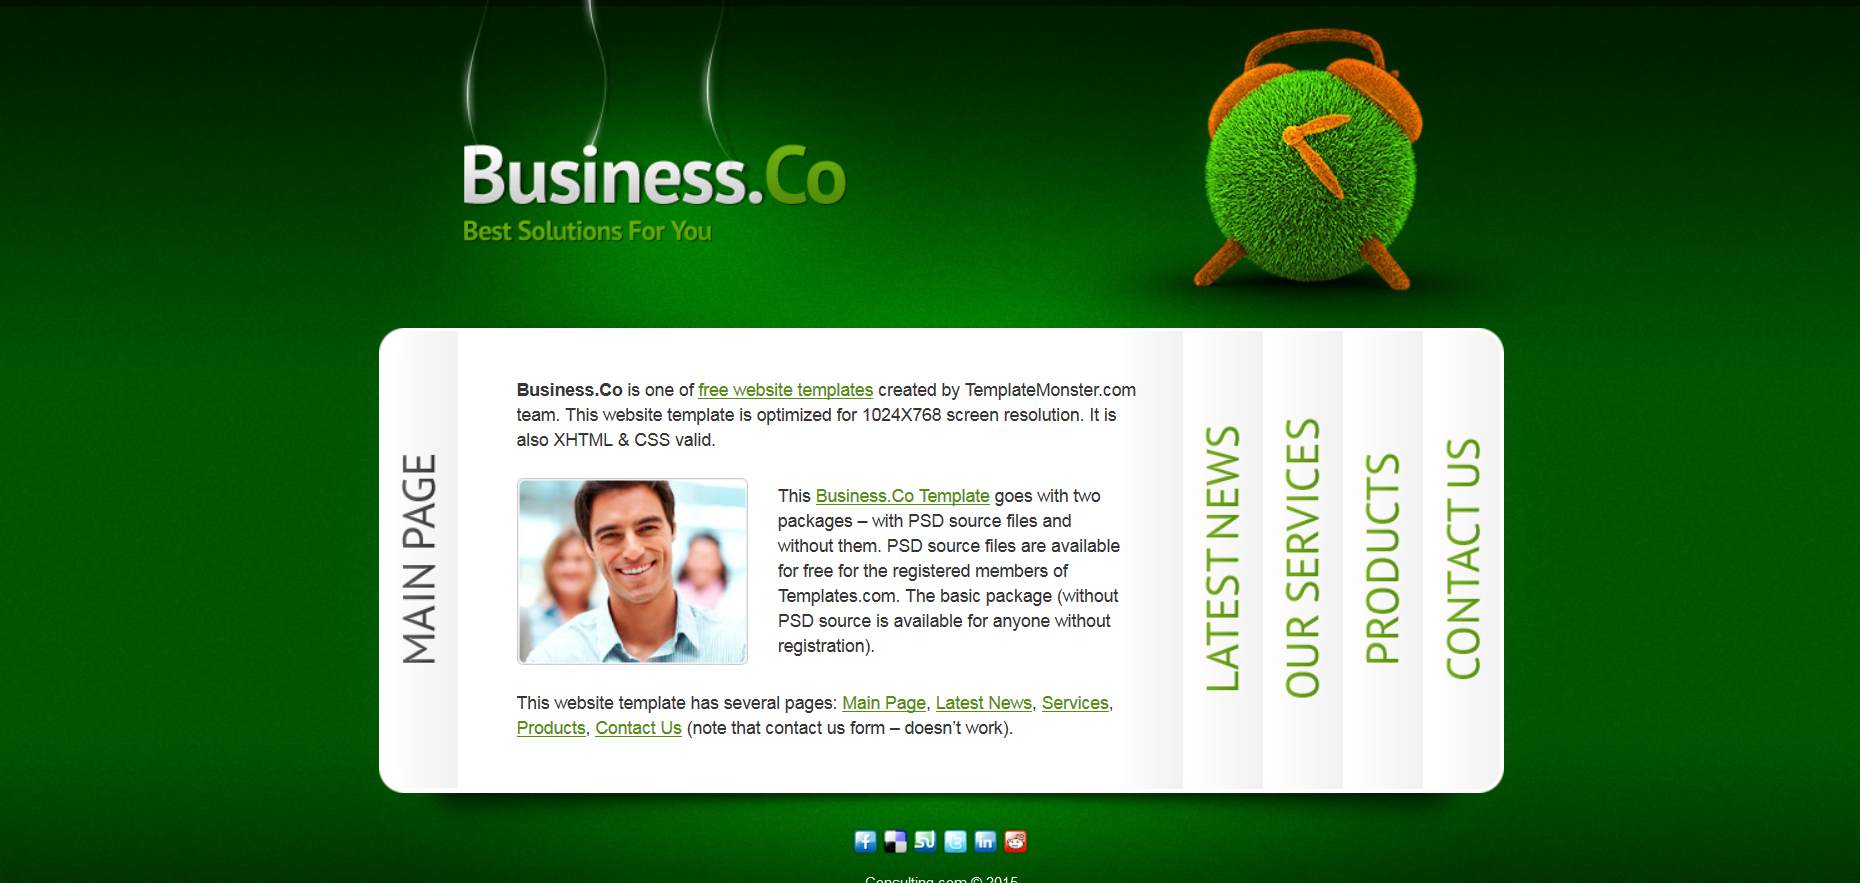 Business.Co
Best Solutions For You
MAIN PAGE
Business.Co is one of free website templates created by TemplateMonster.com
team. This website template is optimized for 1024X768 screen resolution. It is
also XHTML & CSS valid.
This Business.Co Template goes with two
packages – with PSD source files and
without them. PSD source files are available
for free for the registered members of
Templates.com. The basic package (without
PSD source is available for anyone without
registration).
This website template has several pages: Main Page, Latest News, Services,
Products, Contact Us (note that contact us form – doesn’t work).
LATEST NEWS
OUR SERVICES
PRODUCTS
CONTACT US
f SU t in
Consulting.com © 2015